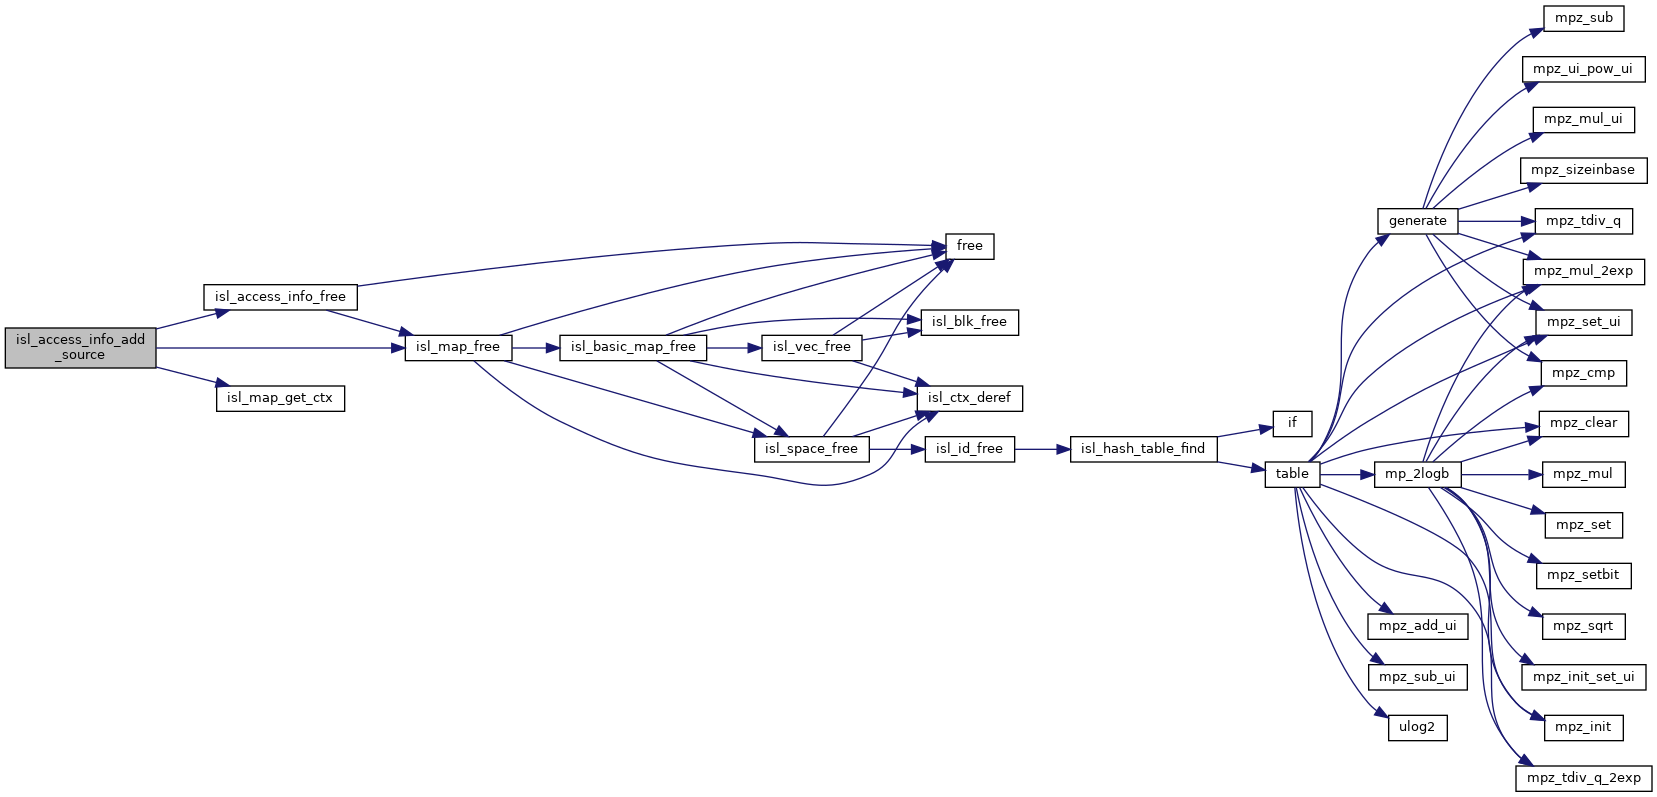 mpz_sub
mpz_ui_pow_ui
mpz_mul_ui
mpz_sizeinbase
generate
mpz_tdiv_q
free
mpz_mul_2exp
isl_access_info_free
isl_blk_free
mpz_set_ui
isl_access_info_add
_source
isl_map_free
isl_basic_map_free
isl_vec_free
mpz_cmp
isl_map_get_ctx
isl_ctx_deref
if
mpz_clear
isl_space_free
isl_id_free
isl_hash_table_find
table
mp_2logb
mpz_mul
mpz_set
mpz_setbit
mpz_add_ui
mpz_sqrt
mpz_sub_ui
mpz_init_set_ui
ulog2
mpz_init
mpz_tdiv_q_2exp